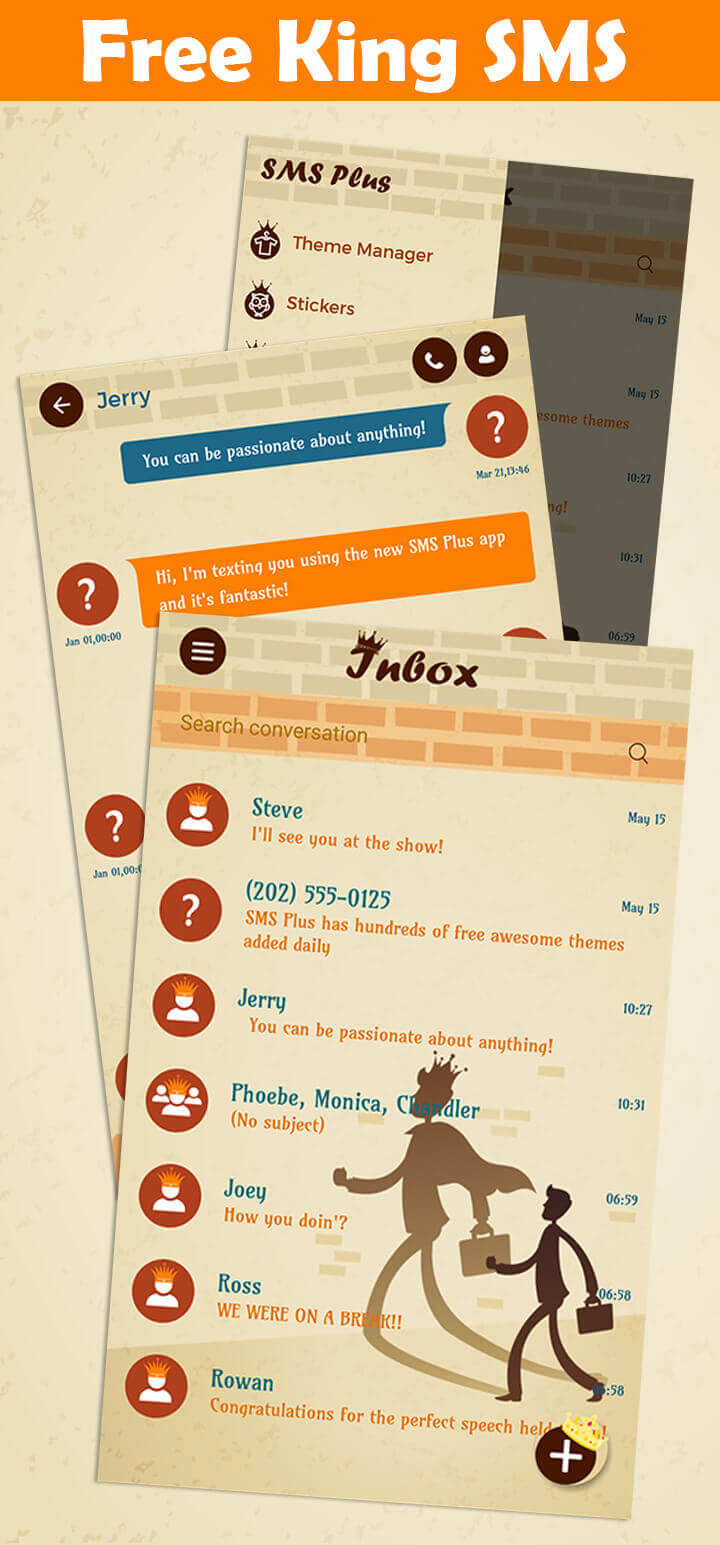 Free King SMS
SMS Plus
Theme Manager
Stickers
May 15
May 15
esome themes
10:27
ng!
10:31
06:59
Jerry
You can be passionate about anything!
?
Mar 21,13:46
Hi, I'm texting you using the new SMS Plus app
and it's fantastic!
?
Jan 01,00:00
?
Jan 01,00:0
Inbox
Search conversation
Steve
May 15
I'll see you at the show!
?
(202) 555-0125
May 15
SMS Plus has hundreds of free awesome themes
added daily
Jerry
10:27
You can be passionate about anything!
Phoebe, Monica, Chandler
10:31
(No subject)
Joey
06:59
How you doin'?
Ross
06:58
WE WERE ON A BREAK!!
Rowan
06:58
Congratulations for the perfect speech held